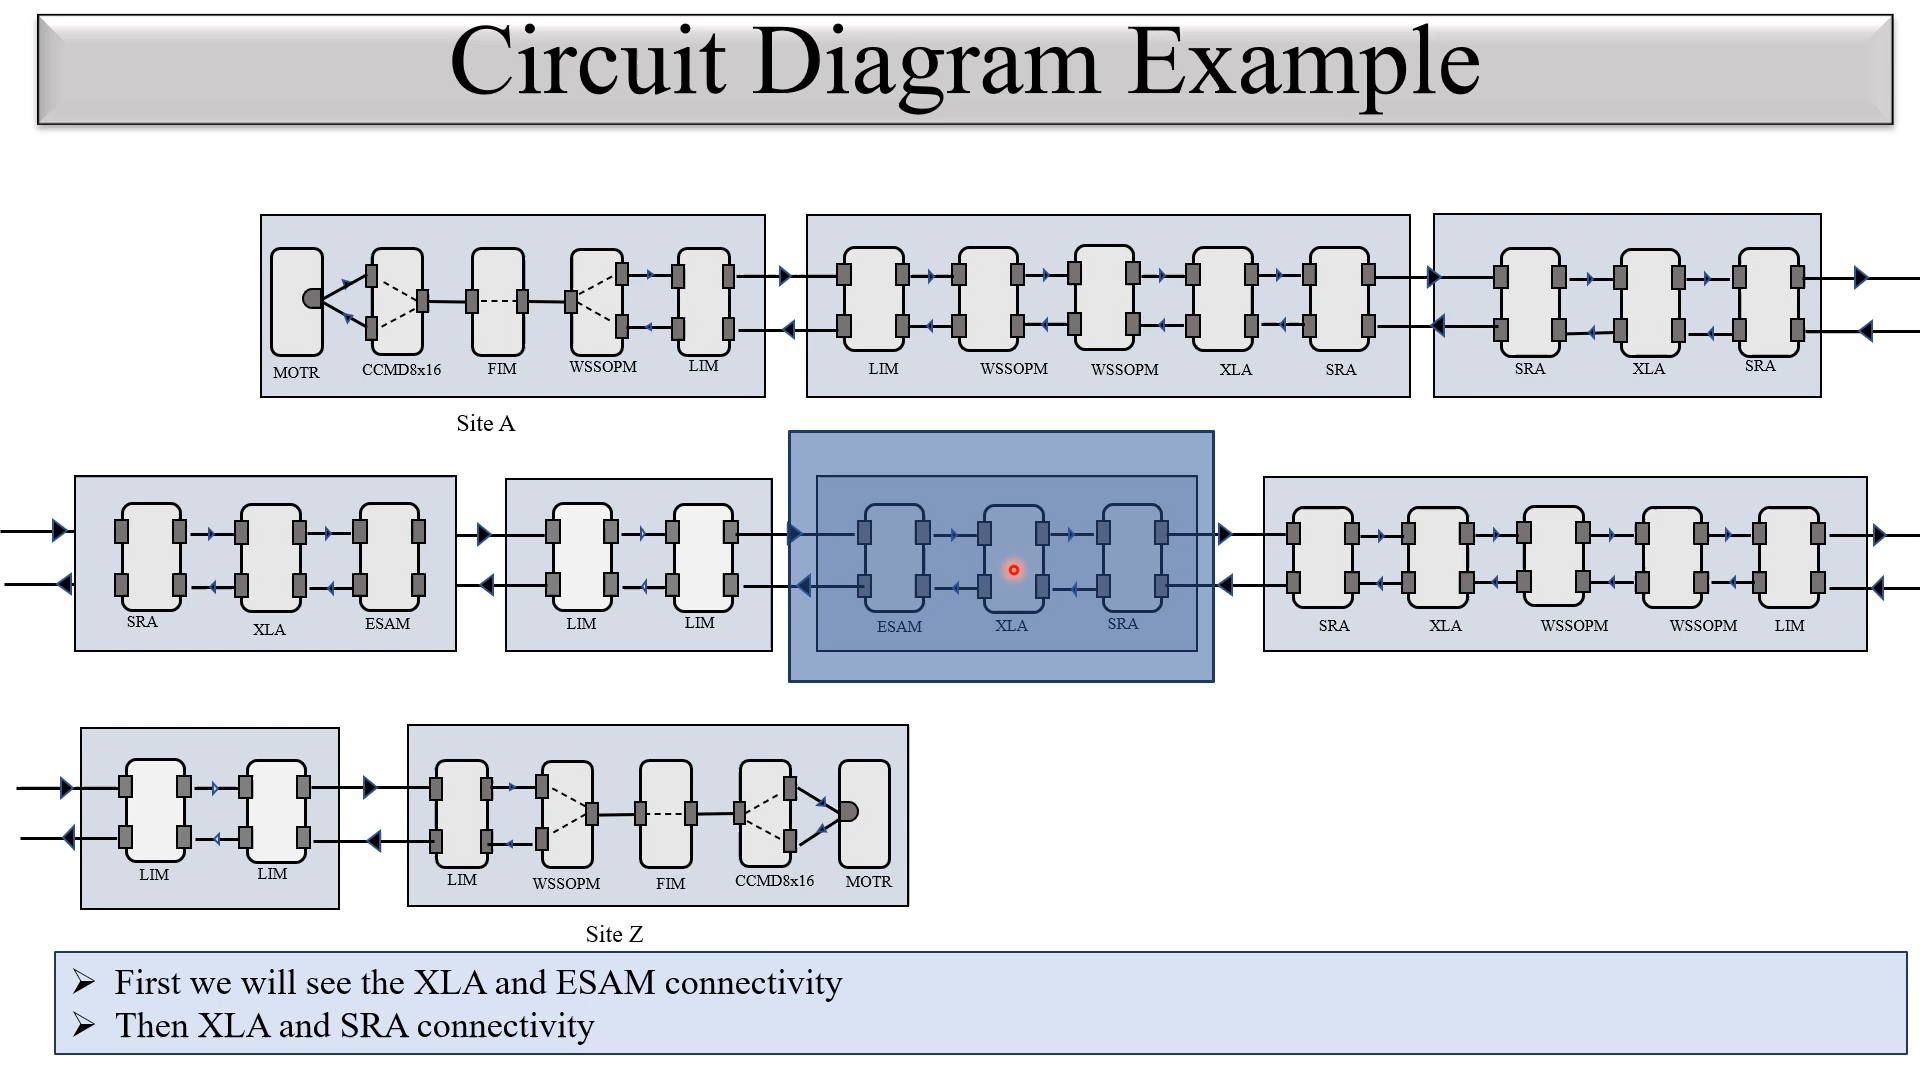 Circuit Diagram Example
MOTR CCMD8x16 FIM WSSOPM LIM
LIM WSSOPM WSSOPM XLA SRA
SRA XLA SRA
Site A
SRA XLA ESAM
LIM LIM
ESAM XLA SRA
SRA XLA WSSOPM WSSOPM LIM
LIM LIM
LIM WSSOPM FIM CCMD8x16 MOTR
Site Z
➢ First we will see the XLA and ESAM connectivity
➢ Then XLA and SRA connectivity